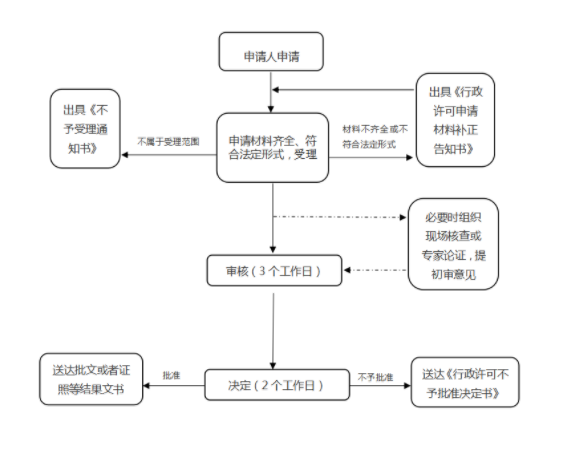 申请人申请
出具《不
予受理通
知书》
不属于受理范围
申请材料齐全、符
合法定形式，受理
材料不齐全或不
符合法定形式
出具《行政
许可申请
材料补正
告知书》
必要时组织
现场核查或
专家论证，提
初审意见
审核（3个工作日）
送达批文或者证
照等结果文书
批准
决定（2个工作日）
不予批准
送达《行政许可不
予批准决定书》